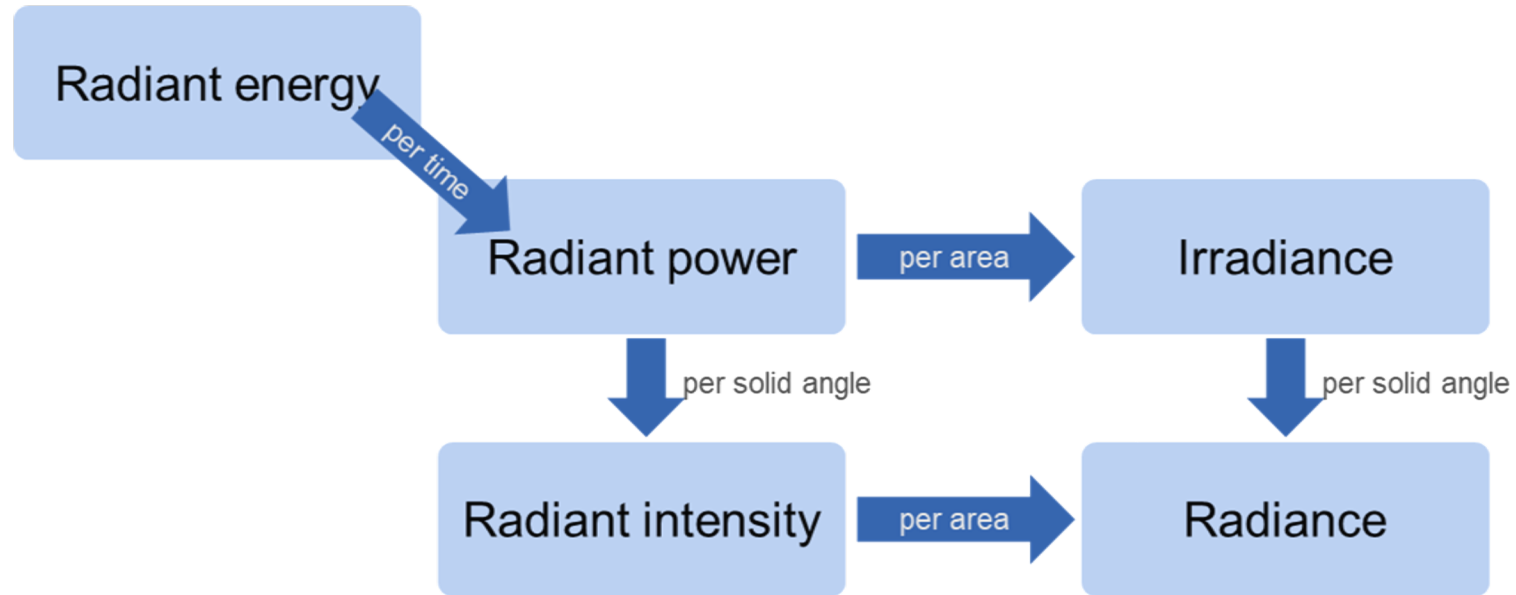 Radiant energy
per time
Radiant power
per area
Irradiance
per solid angle
per solid angle
Radiant intensity
per area
Radiance